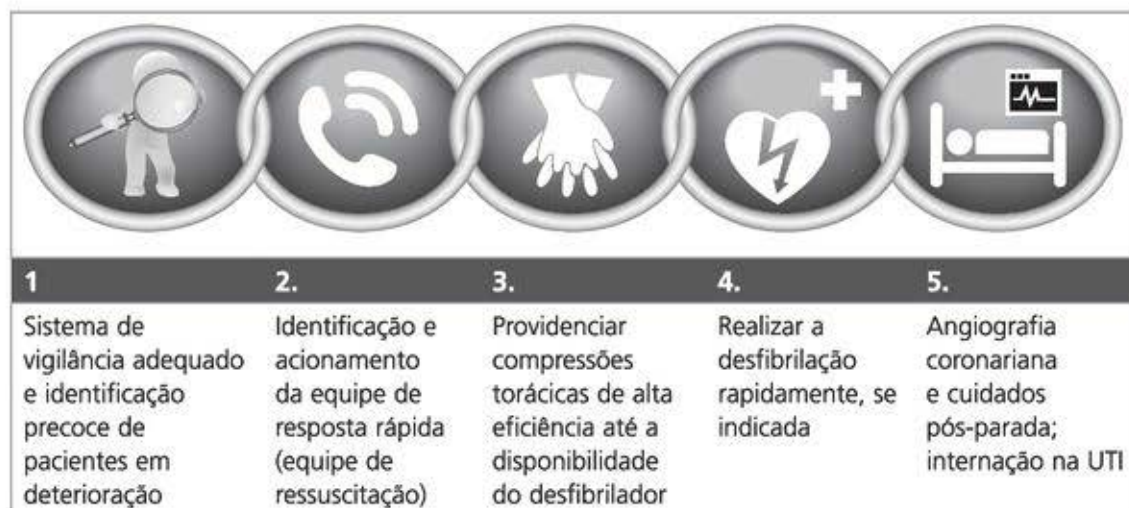 1
Sistema de
vigilância adequado
e identificação
precoce de
pacientes em
deterioração
2.
Identificação e
acionamento
da equipe de
resposta rápida
(equipe de
ressuscitação)
3.
Providenciar
compressões
torácicas de alta
eficiência até a
disponibilidade
do desfibrilador
4.
Realizar a
desfibrilação
rapidamente, se
indicada
5.
Angiografia
coronariana
e cuidados
pós-parada;
internação na UTI